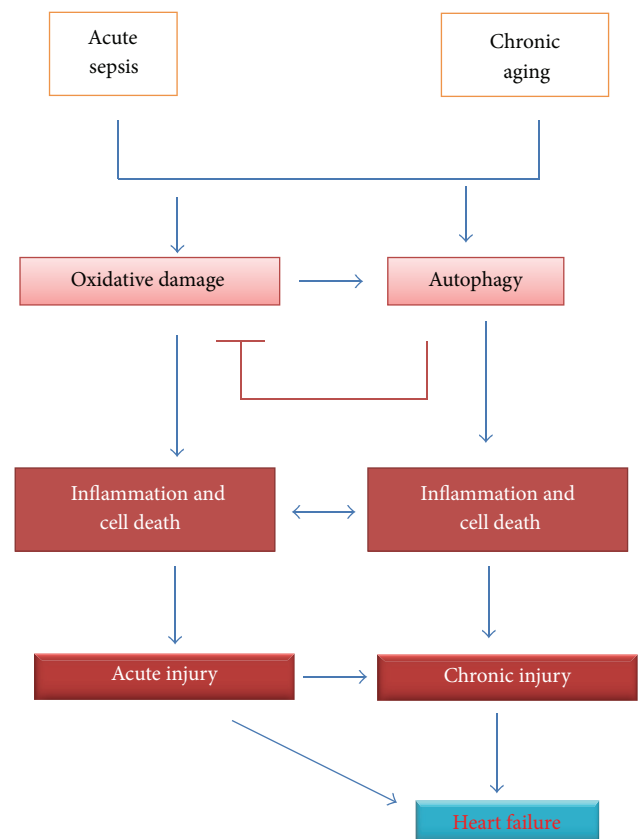 Acute
sepsis
Chronic
aging
Oxidative damage
Autophagy
Inflammation and
cell death
Inflammation and
cell death
Acute injury
Chronic injury
Heart failure